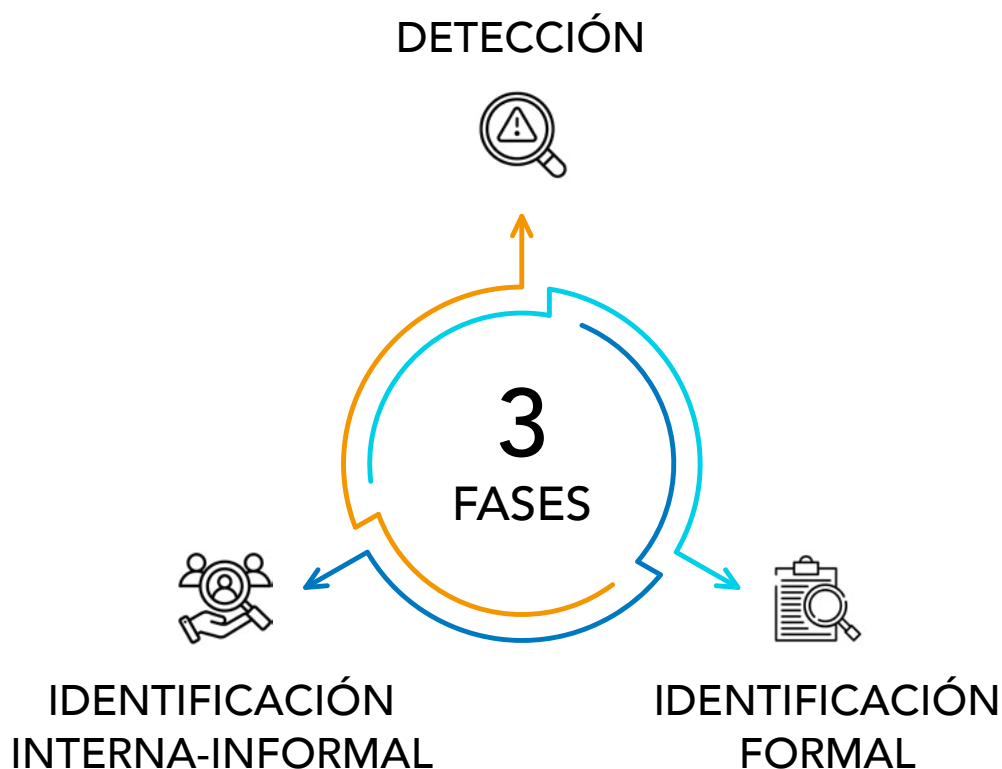 DETECCIÓN
3
FASES
IDENTIFICACIÓN
INTERNA-INFORMAL
IDENTIFICACIÓN
FORMAL